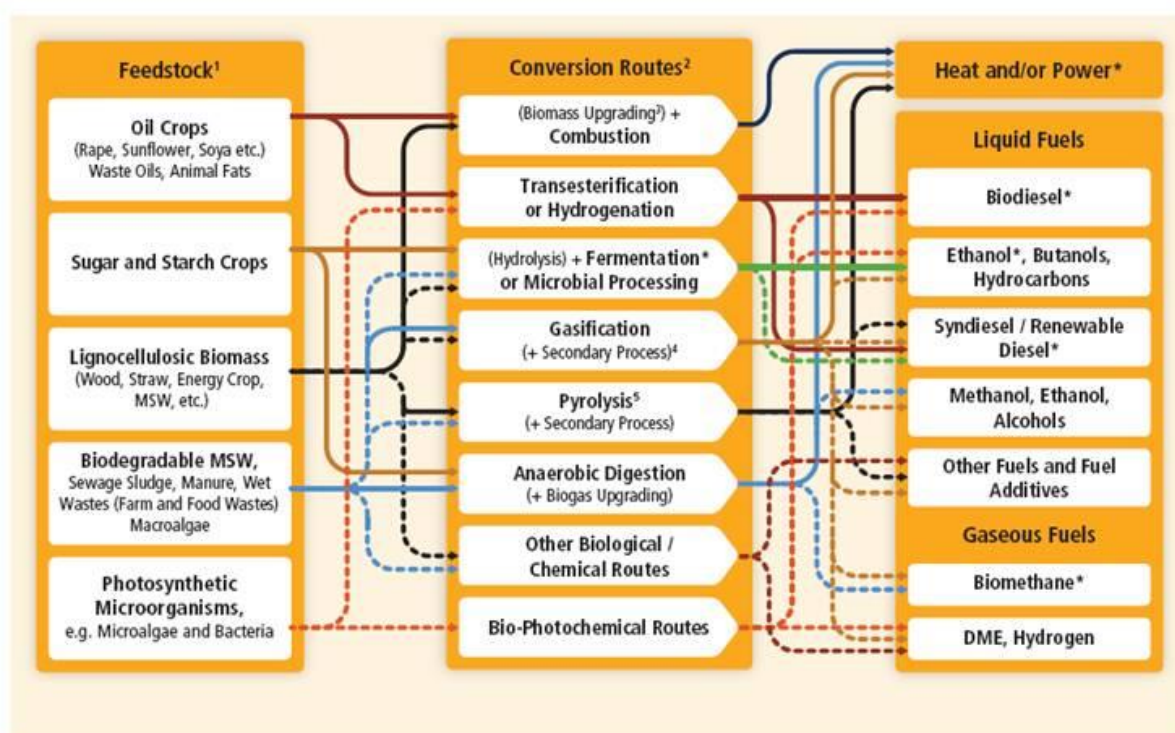 Feedstock¹
Oil Crops
(Rape, Sunflower, Soya etc.)
Waste Oils, Animal Fats
Sugar and Starch Crops
Lignocellulosic Biomass
(Wood, Straw, Energy Crop,
MSW, etc.)
Biodegradable MSW,
Sewage Sludge, Manure, Wet
Wastes (Farm and Food Wastes)
Macroalgae
Photosynthetic
Microorganisms,
e.g. Microalgae and Bacteria
Conversion Routes²
(Biomass Upgrading³) +
Combustion
Transesterification
or Hydrogenation
(Hydrolysis) + Fermentation*
or Microbial Processing
Gasification
(+ Secondary Process)⁴
Pyrolysis⁵
(+ Secondary Process)
Anaerobic Digestion
(+ Biogas Upgrading)
Other Biological /
Chemical Routes
Bio-Photochemical Routes
Heat and/or Power*
Liquid Fuels
Biodiesel*
Ethanol*, Butanols,
Hydrocarbons
Syndiesel / Renewable
Diesel*
Methanol, Ethanol,
Alcohols
Other Fuels and Fuel
Additives
Gaseous Fuels
Biomethane*
DME, Hydrogen